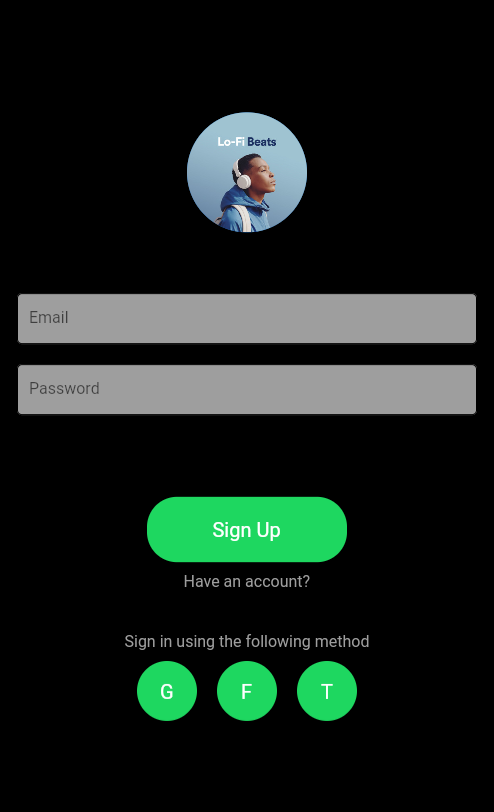 Lo-Fi Beats
Email
Password
Sign Up
Have an account?
Sign in using the following method
G F T